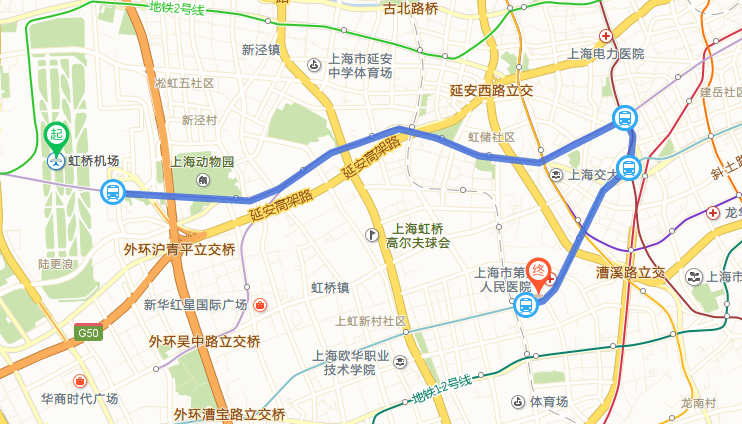 地铁2号线
路
古北路桥
新泾镇
上海市延安
中学体育场
上海电力医院
淞虹五社区
延安西路立交
建岳社区
新泾村
虹储社区
起
虹桥机场
上海动物园
延安高架路
上海交大
斜土路
延安高架路
龙华
外环沪青平立交桥
上海虹桥
高尔夫球会
陆更浪
终
上海市第
人民医院
漕溪路立交
上海市
虹桥镇
新华红星国际广场
上虹新村社区
G50
外环吴中路立交桥
上海欧华职业
技术学院
地铁12号线
华商时代广场
体育场
龙南村
外环漕宝路立交桥